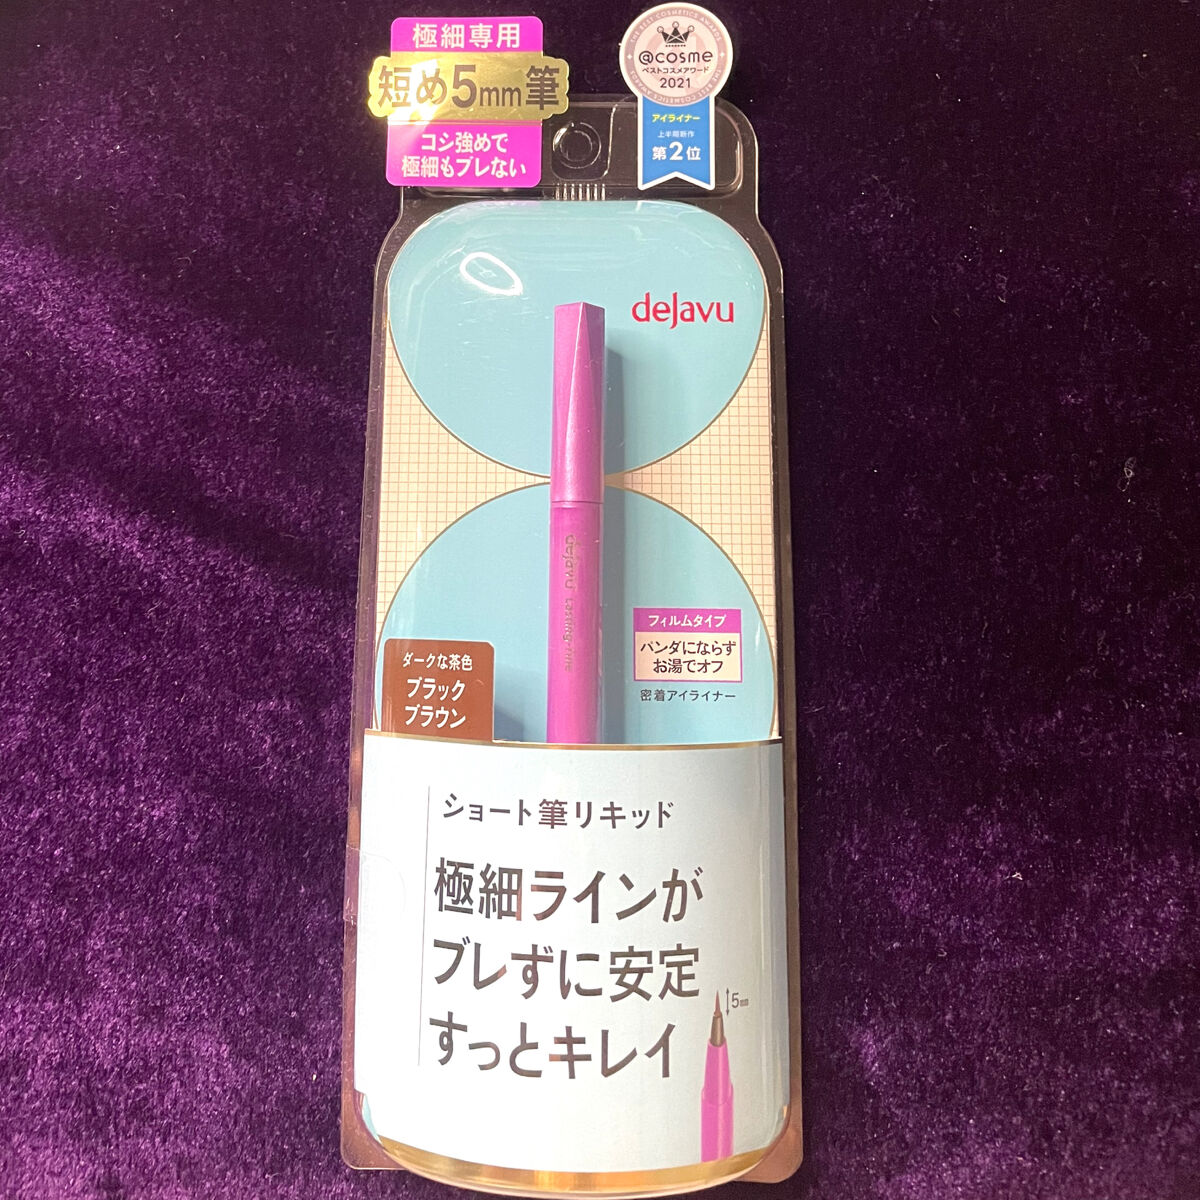 極細専用
短め5mm筆
コシ強めで
極細もブレない
THE BEST COSMETICS AWARDS
@cosme
ベストコスメアワード
2021
アイライナー
上半期新作
第2位
dejavu
dejavu Lasting-fine
フィルムタイプ
パンダにならず
お湯でオフ
密着アイライナー
ダークな茶色
ブラック
ブラウン
ショート筆リキッド
極細ラインが
ブレずに安定
すっとキレイ
5mm